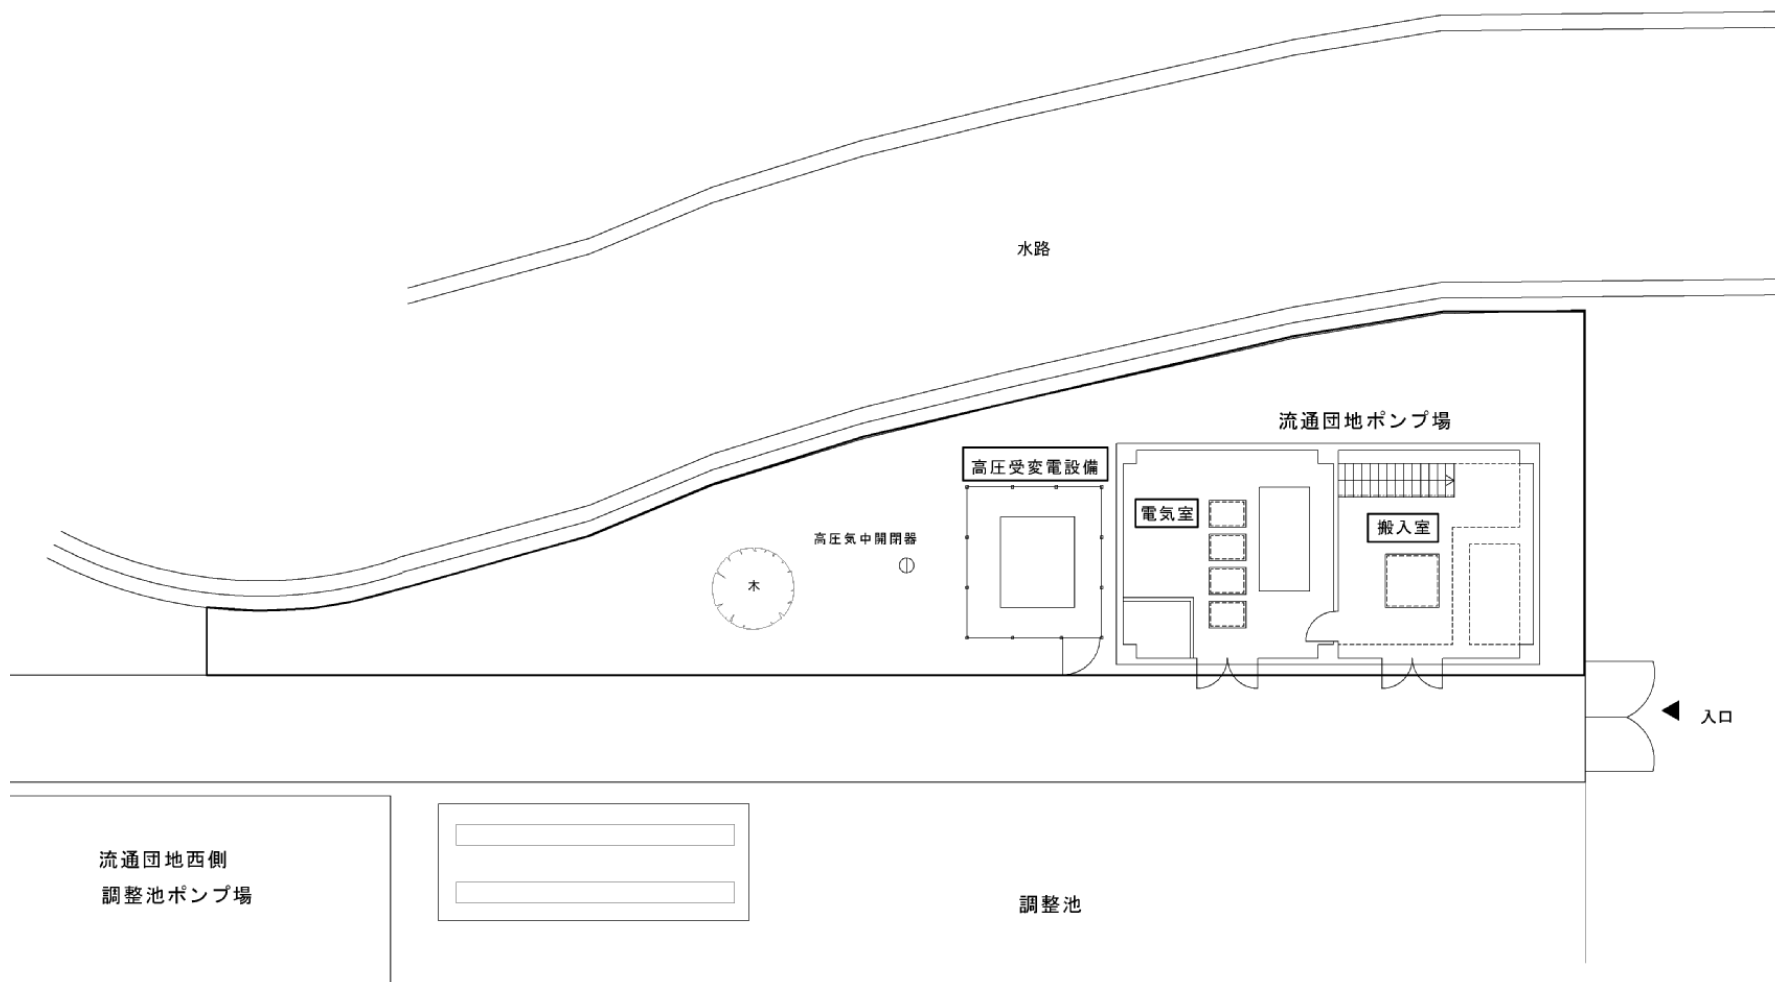 水路
流通団地ポンプ場
高圧受変電設備
電気室
搬入室
高圧気中開閉器
木
入口
流通団地西側
調整池ポンプ場
調整池